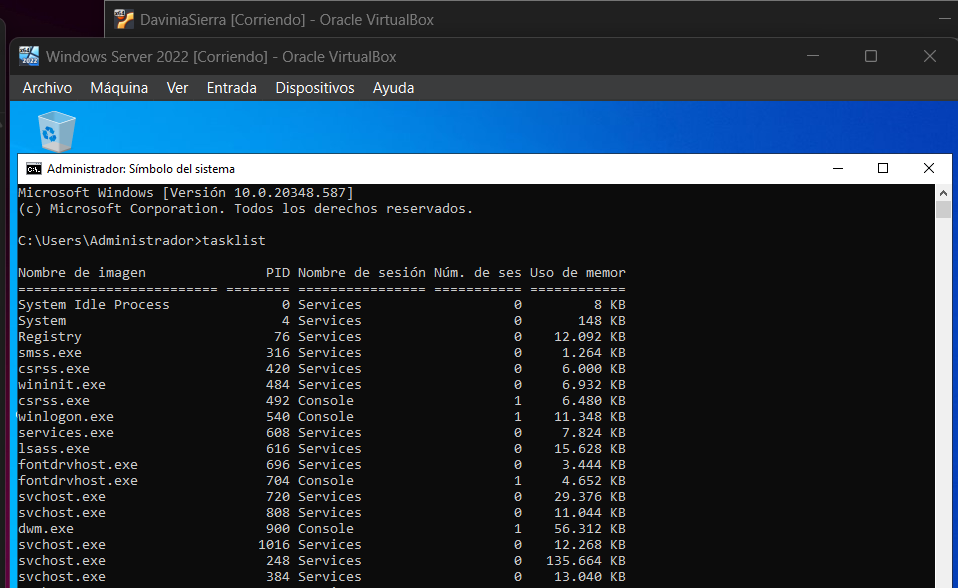 DaviniaSierra [Corriendo] - Oracle VirtualBox
Windows Server 2022 [Corriendo] - Oracle VirtualBox
Archivo Máquina Ver Entrada Dispositivos Ayuda
Administrador: Símbolo del sistema
Microsoft Windows [Versión 10.0.20348.587]
(c) Microsoft Corporation. Todos los derechos reservados.
C:\Users\Administrador>tasklist
Nombre de imagen PID Nombre de sesión Núm. de ses Uso de memor
========================= ======== ================ =========== ============
System Idle Process 0 Services 0 8 KB
System 4 Services 0 148 KB
Registry 76 Services 0 12.092 KB
smss.exe 316 Services 0 1.264 KB
csrss.exe 420 Services 0 6.000 KB
wininit.exe 484 Services 0 6.932 KB
csrss.exe 492 Console 1 6.480 KB
winlogon.exe 540 Console 1 11.348 KB
services.exe 608 Services 0 7.824 KB
lsass.exe 616 Services 0 15.628 KB
fontdrvhost.exe 696 Services 0 3.444 KB
fontdrvhost.exe 704 Console 1 4.652 KB
svchost.exe 720 Services 0 29.376 KB
svchost.exe 808 Services 0 11.044 KB
dwm.exe 900 Console 1 56.312 KB
svchost.exe 1016 Services 0 12.268 KB
svchost.exe 248 Services 0 135.664 KB
svchost.exe 384 Services 0 13.040 KB